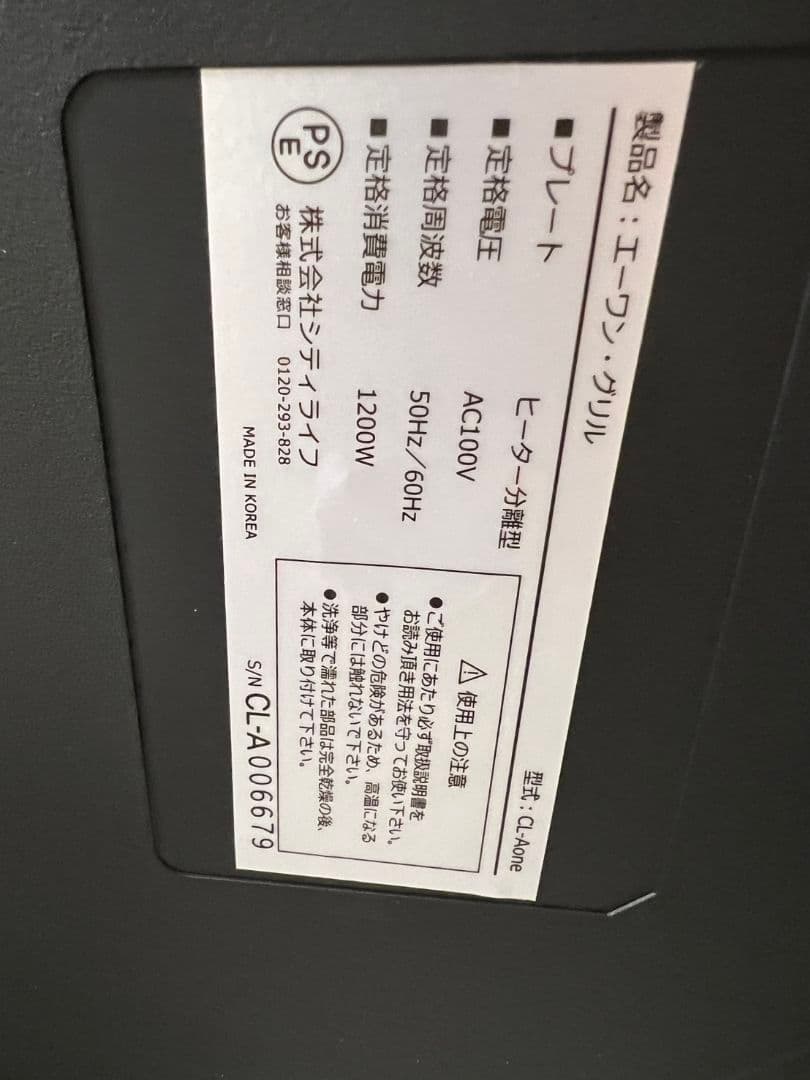 製品名：エーワン・グリル
型式：CL-Aone
■プレート ヒーター分離型
■定格電圧 AC100V
■定格周波数 50Hz/60Hz
■定格消費電力 1200W
PS
E
株式会社シティライフ
お客様相談窓口 0120-293-828
MADE IN KOREA
⚠ 使用上の注意
●ご使用にあたり必ず取扱説明書を
お読み頂き用法を守ってお使い下さい。
●やけどの危険があるため、高温になる
部分には触れないで下さい。
●洗浄等で濡れた部品は完全乾燥の後、
本体に取り付けて下さい。
S/N CL-A006679